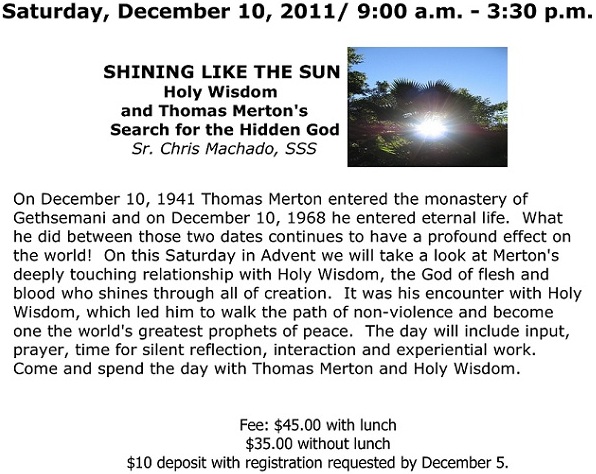 Saturday, December 10, 2011/ 9:00 a.m. - 3:30 p.m.
SHINING LIKE THE SUN
Holy Wisdom
and Thomas Merton's
Search for the Hidden God
Sr. Chris Machado, SSS
On December 10, 1941 Thomas Merton entered the monastery of
Gethsemani and on December 10, 1968 he entered eternal life.  What
he did between those two dates continues to have a profound effect on
the world!  On this Saturday in Advent we will take a look at Merton's
deeply touching relationship with Holy Wisdom, the God of flesh and
blood who shines through all of creation.  It was his encounter with Holy
Wisdom, which led him to walk the path of non-violence and become
one the world's greatest prophets of peace.  The day will include input,
prayer, time for silent reflection, interaction and experiential work.
Come and spend the day with Thomas Merton and Holy Wisdom.
Fee: $45.00 with lunch
$35.00 without lunch
$10 deposit with registration requested by December 5.